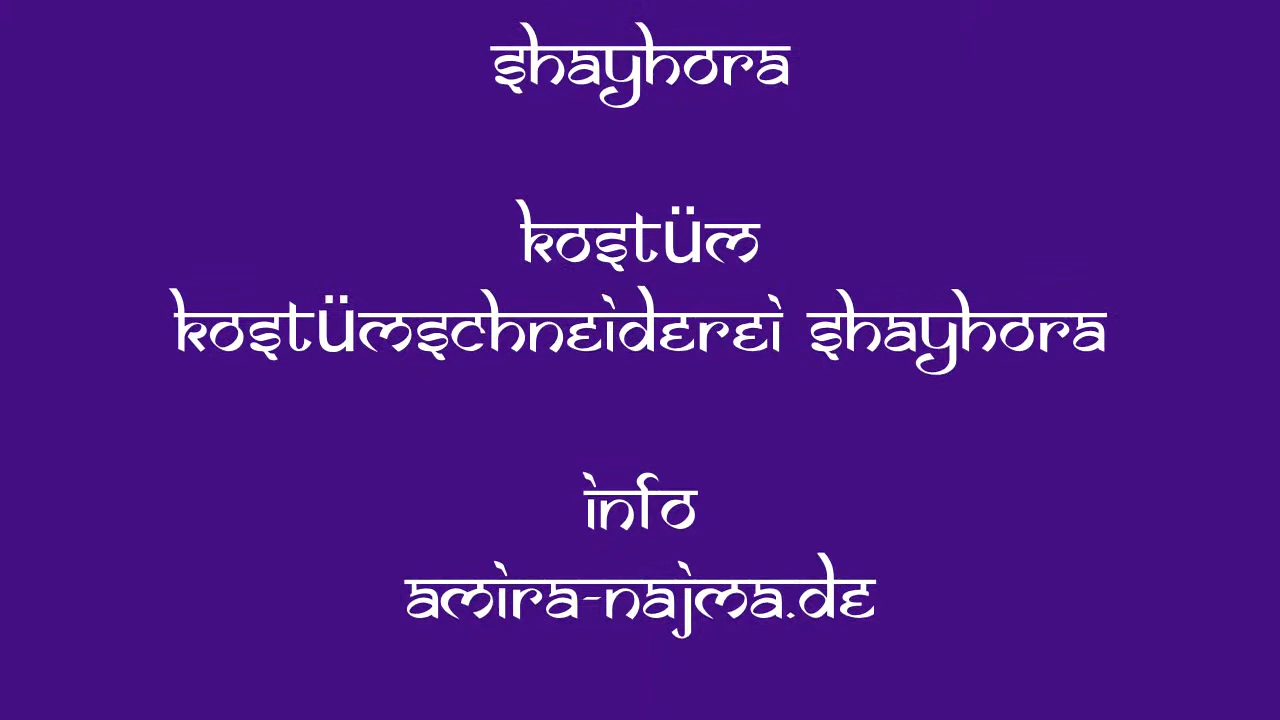 shayhora
kostüm
kostümschneiderei shayhora
info
amira-najma.de